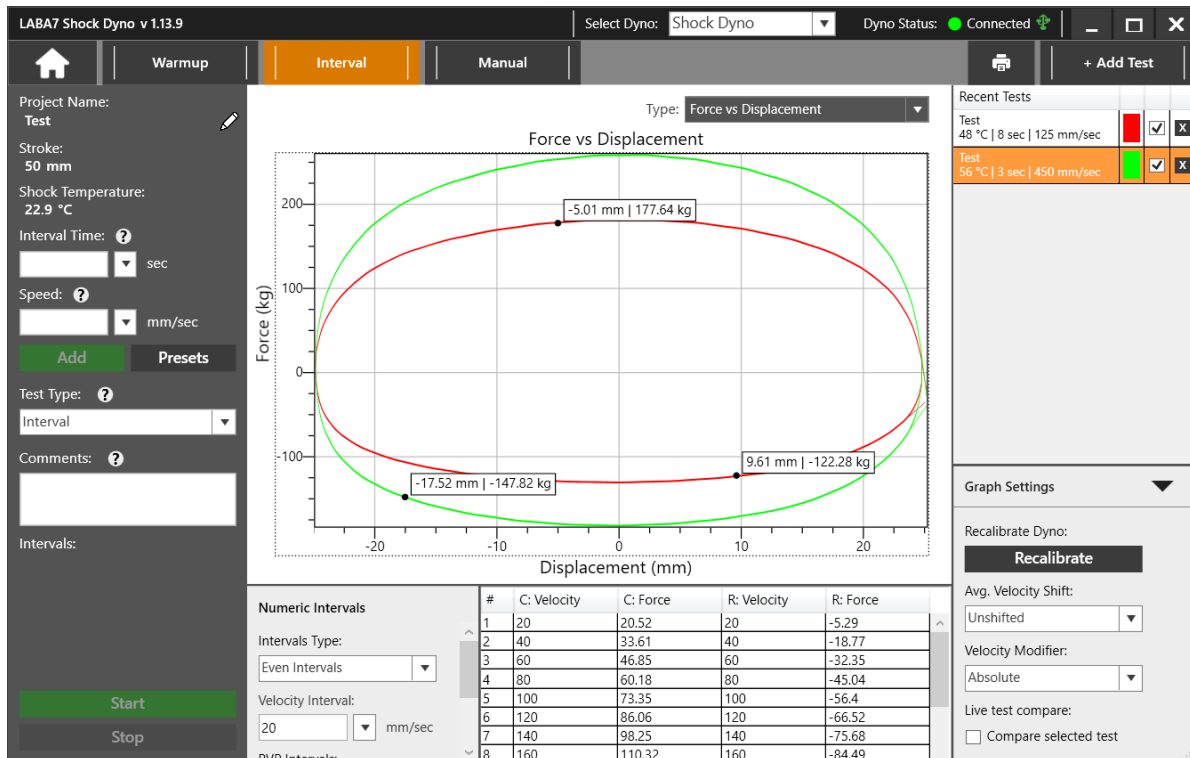 LABA7 Shock Dyno v 1.13.9
Select Dyno: Shock Dyno
Dyno Status: Connected
Warmup
Interval
Manual
+ Add Test
Project Name:
Test
Stroke:
50 mm
Shock Temperature:
22.9 °C
Interval Time: ?
sec
Speed: ?
mm/sec
Add
Presets
Test Type: ?
Interval
Comments: ?
Intervals:
Start
Stop
Type: Force vs Displacement
Force vs Displacement
Force (kg)
200
100
0
-100
-5.01 mm | 177.64 kg
9.61 mm | -122.28 kg
-17.52 mm | -147.82 kg
-20 -10 0 10 20
Displacement (mm)
Numeric Intervals
Intervals Type:
Even Intervals
Velocity Interval:
20 mm/sec
PVP Intervals:
# C: Velocity C: Force R: Velocity R: Force
1 20 20.52 20 -5.29
2 40 33.61 40 -18.77
3 60 46.85 60 -32.35
4 80 60.18 80 -45.04
5 100 73.35 100 -56.4
6 120 86.06 120 -66.52
7 140 98.25 140 -75.68
8 160 110.32 160 -84.49
Recent Tests
Test
48 °C | 8 sec | 125 mm/sec
X
Test
56 °C | 3 sec | 450 mm/sec
X
Graph Settings
Recalibrate Dyno:
Recalibrate
Avg. Velocity Shift:
Unshifted
Velocity Modifier:
Absolute
Live test compare:
Compare selected test